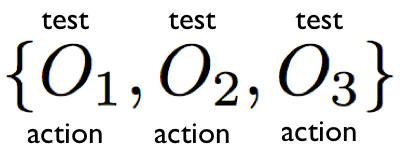 test test test
{O₁, O₂, O₃}
action action action